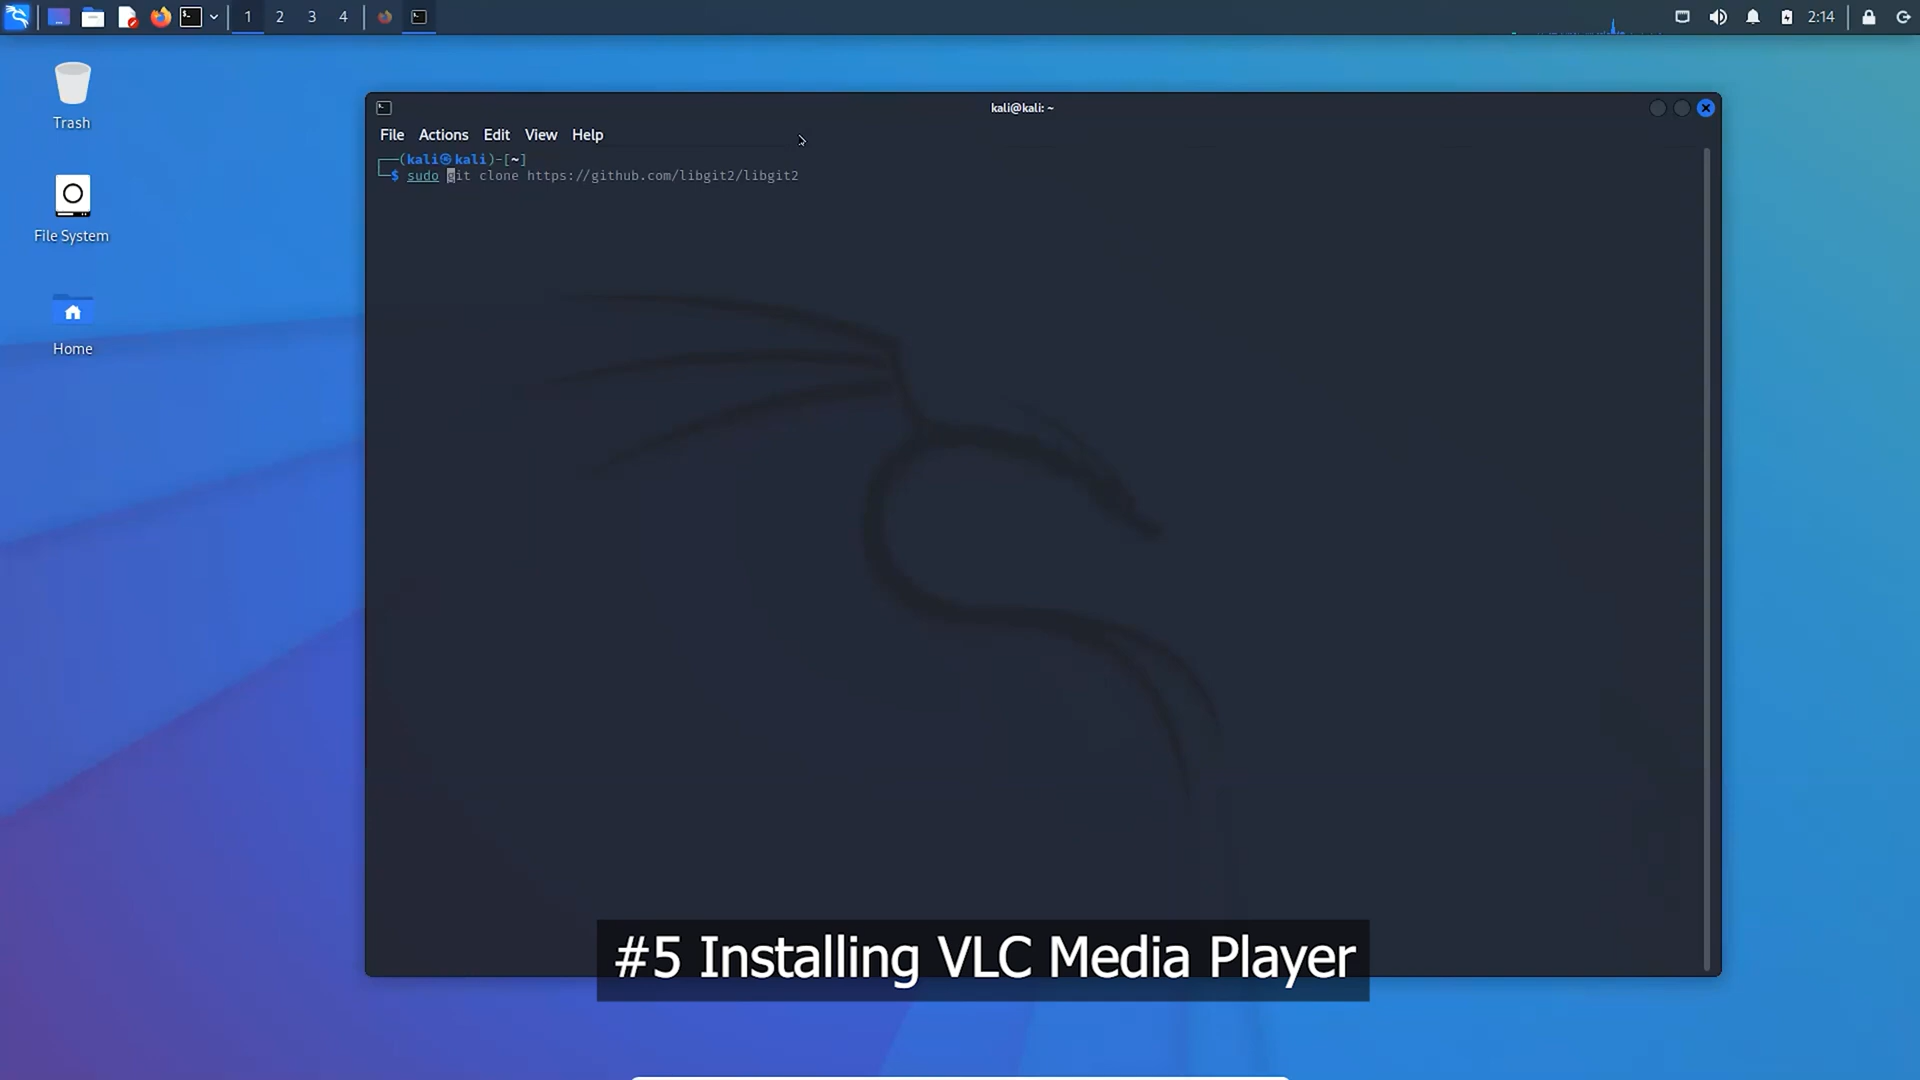 1 2 3 4
2:14
Trash
File System
Home
kali@kali: ~
File Actions Edit View Help
┌──(kali㉿kali)-[~]
└─$ sudo git clone https://github.com/libgit2/libgit2
#5 Installing VLC Media Player